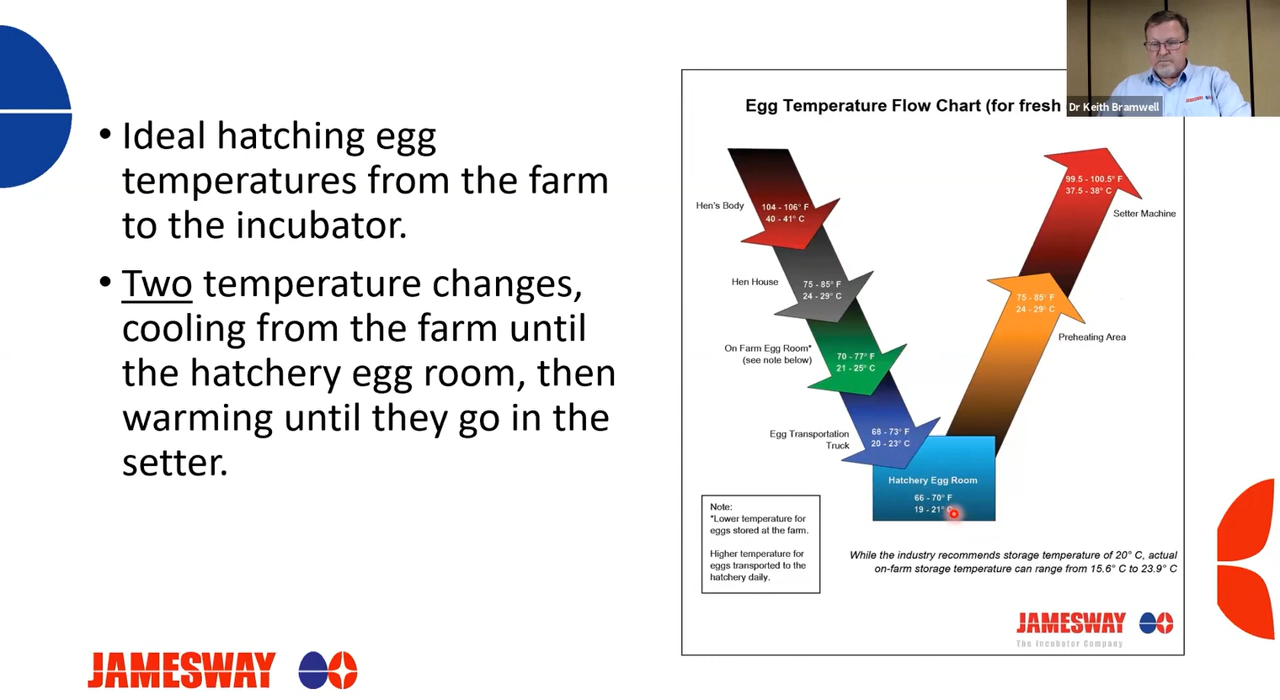 • Ideal hatching egg
temperatures from the farm
to the incubator.
• Two temperature changes,
cooling from the farm until
the hatchery egg room, then
warming until they go in the
setter.
JAMESWAY
Dr Keith Bramwell
Egg Temperature Flow Chart (for fresh
Hen's Body
104 - 106° F
40 - 41° C
Hen House
75 - 85° F
24 - 29° C
On Farm Egg Room*
(see note below)
70 - 77° F
21 - 25° C
Egg Transportation
Truck
68 - 73° F
20 - 23° C
Hatchery Egg Room
66 - 70° F
19 - 21° C
75 - 85° F
24 - 29° C
Preheating Area
99.5 - 100.5° F
37.5 - 38° C
Setter Machine
Note:
*Lower temperature for
eggs stored at the farm.
Higher temperature for
eggs transported to the
hatchery daily.
While the industry recommends storage temperature of 20° C, actual
on-farm storage temperature can range from 15.6° C to 23.9° C
JAMESWAY
The Incubator Company